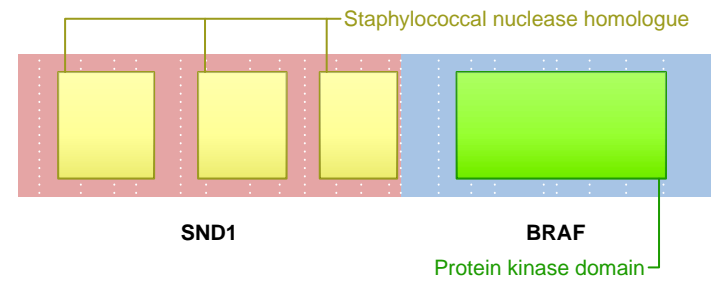 Staphylococcal nuclease homologue
SND1
BRAF
Protein kinase domain